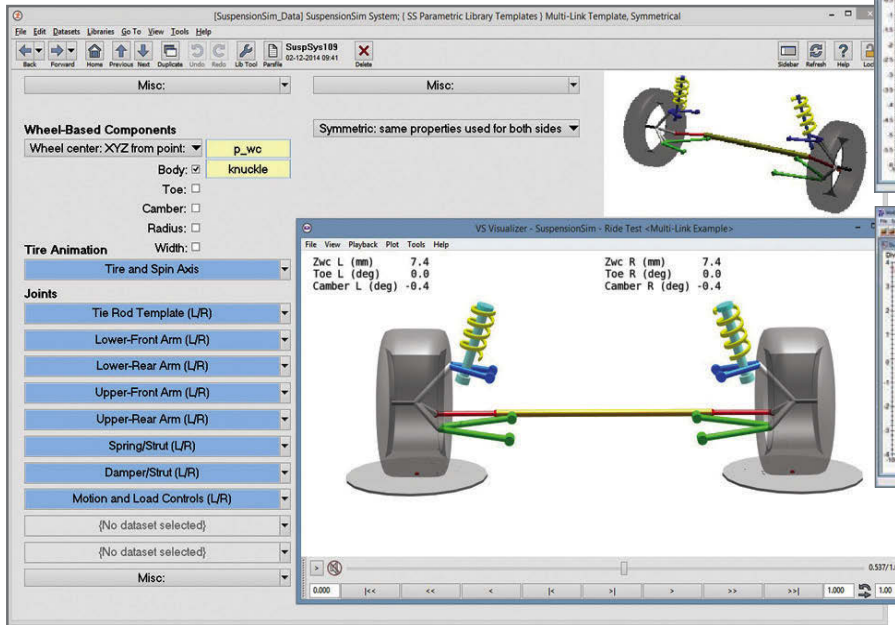 [SuspensionSim_Data] SuspensionSim System; { SS Parametric Library Templates } Multi-Link Template, Symmetrical
File Edit Datasets Libraries Go To View Tools Help
Back Forward Home Previous Next Duplicate Undo Redo Lib Tool Parsfile SuspSys109 Delete Sidebar Refresh Help
02-12-2014 09:41
Misc: Misc:
Wheel-Based Components Symmetric: same properties used for both sides
Wheel center: XYZ from point: p_wc
Body: knuckle
Toe:
Camber:
Radius:
Width:
Tire Animation
Tire and Spin Axis
Joints
Tie Rod Template (L/R)
Lower-Front Arm (L/R)
Lower-Rear Arm (L/R)
Upper-Front Arm (L/R)
Upper-Rear Arm (L/R)
Spring/Strut (L/R)
Damper/Strut (L/R)
Motion and Load Controls (L/R)
{No dataset selected}
{No dataset selected}
Misc:
VS Visualizer - SuspensionSim - Ride Test <Multi-Link Example>
File View Playback Plot Tools Help
Zwc L (mm) 7.4 Zwc R (mm) 7.4
Toe L (deg) 0.0 Toe R (deg) 0.0
Camber L (deg) -0.4 Camber R (deg) -0.4
> 0.537/1.
0.000 |<< << < |< >| > >> >>| 1.000 1.00